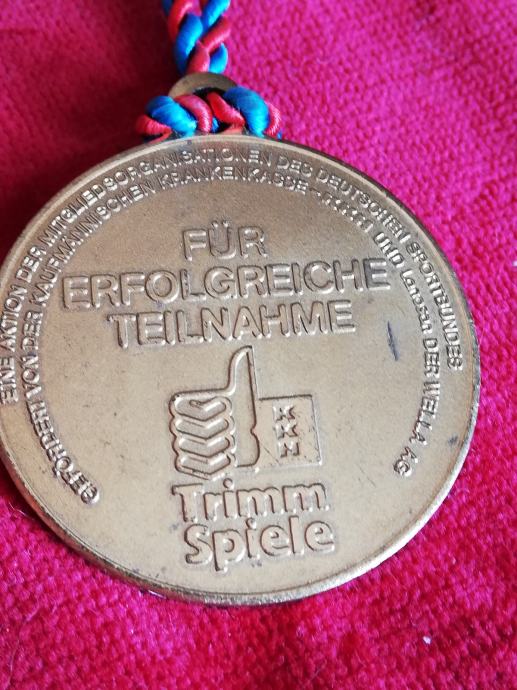 EINE AKTION DER MITGLIEDSORGANISATIONEN DES DEUTSCHEN SPORTBUNDES
GEFÖRDERT VON DER KAUFMÄNNISCHEN KRANKENKASSE - KKH UND DER WELLA AG
FÜR
ERFOLGREICHE
TEILNAHME
KKH
Trimm
Spiele